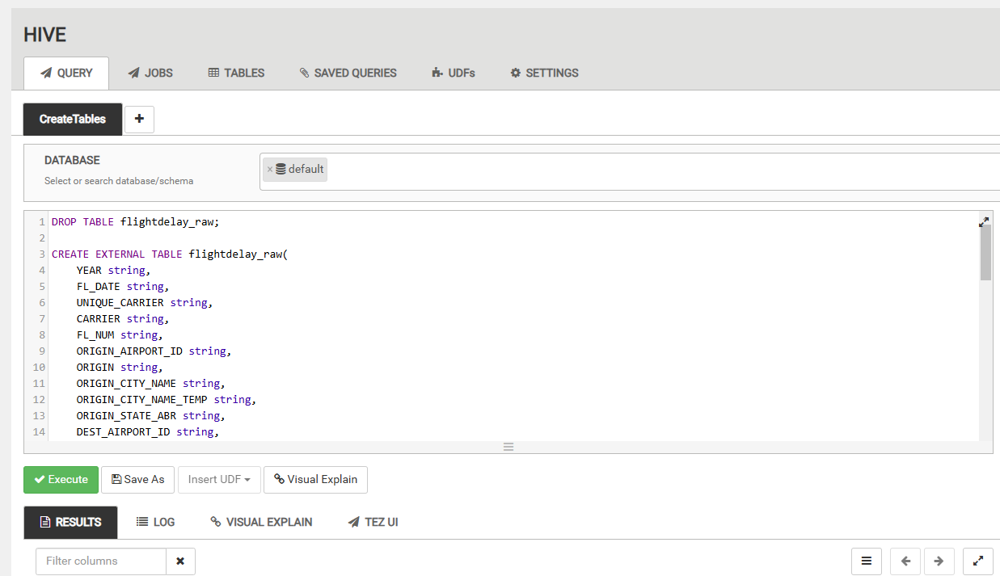 HIVE
QUERY JOBS TABLES SAVED QUERIES UDFs SETTINGS
CreateTables +
DATABASE
Select or search database/schema
× default
1 DROP TABLE flightdelay_raw;
2
3 CREATE EXTERNAL TABLE flightdelay_raw(
4 YEAR string,
5 FL_DATE string,
6 UNIQUE_CARRIER string,
7 CARRIER string,
8 FL_NUM string,
9 ORIGIN_AIRPORT_ID string,
10 ORIGIN string,
11 ORIGIN_CITY_NAME string,
12 ORIGIN_CITY_NAME_TEMP string,
13 ORIGIN_STATE_ABR string,
14 DEST_AIRPORT_ID string,
Execute Save As Insert UDF Visual Explain
RESULTS LOG VISUAL EXPLAIN TEZ UI
Filter columns